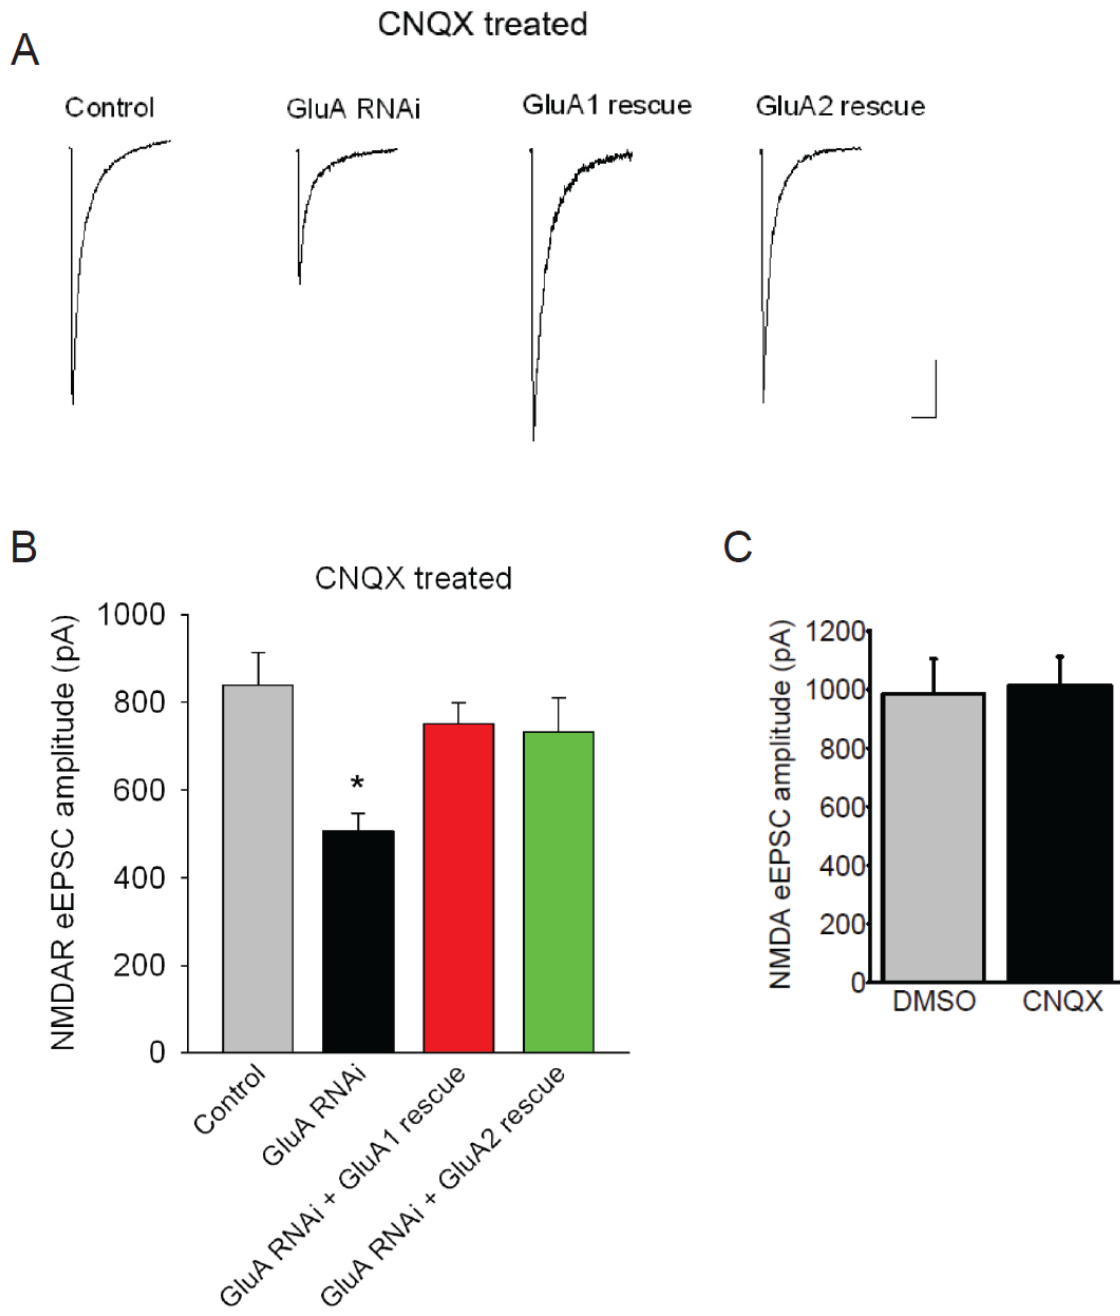 CNQX treated
A
Control
GluA RNAi
GluA1 rescue
GluA2 rescue
B
CNQX treated
NMDAR eEPSC amplitude (pA)
1000
800
600
400
200
0
*
Control
GluA RNAi
GluA RNAi + GluA1 rescue
GluA RNAi + GluA2 rescue
C
NMDA eEPSC amplitude (pA)
1200
1000
800
600
400
200
0
DMSO
CNQX